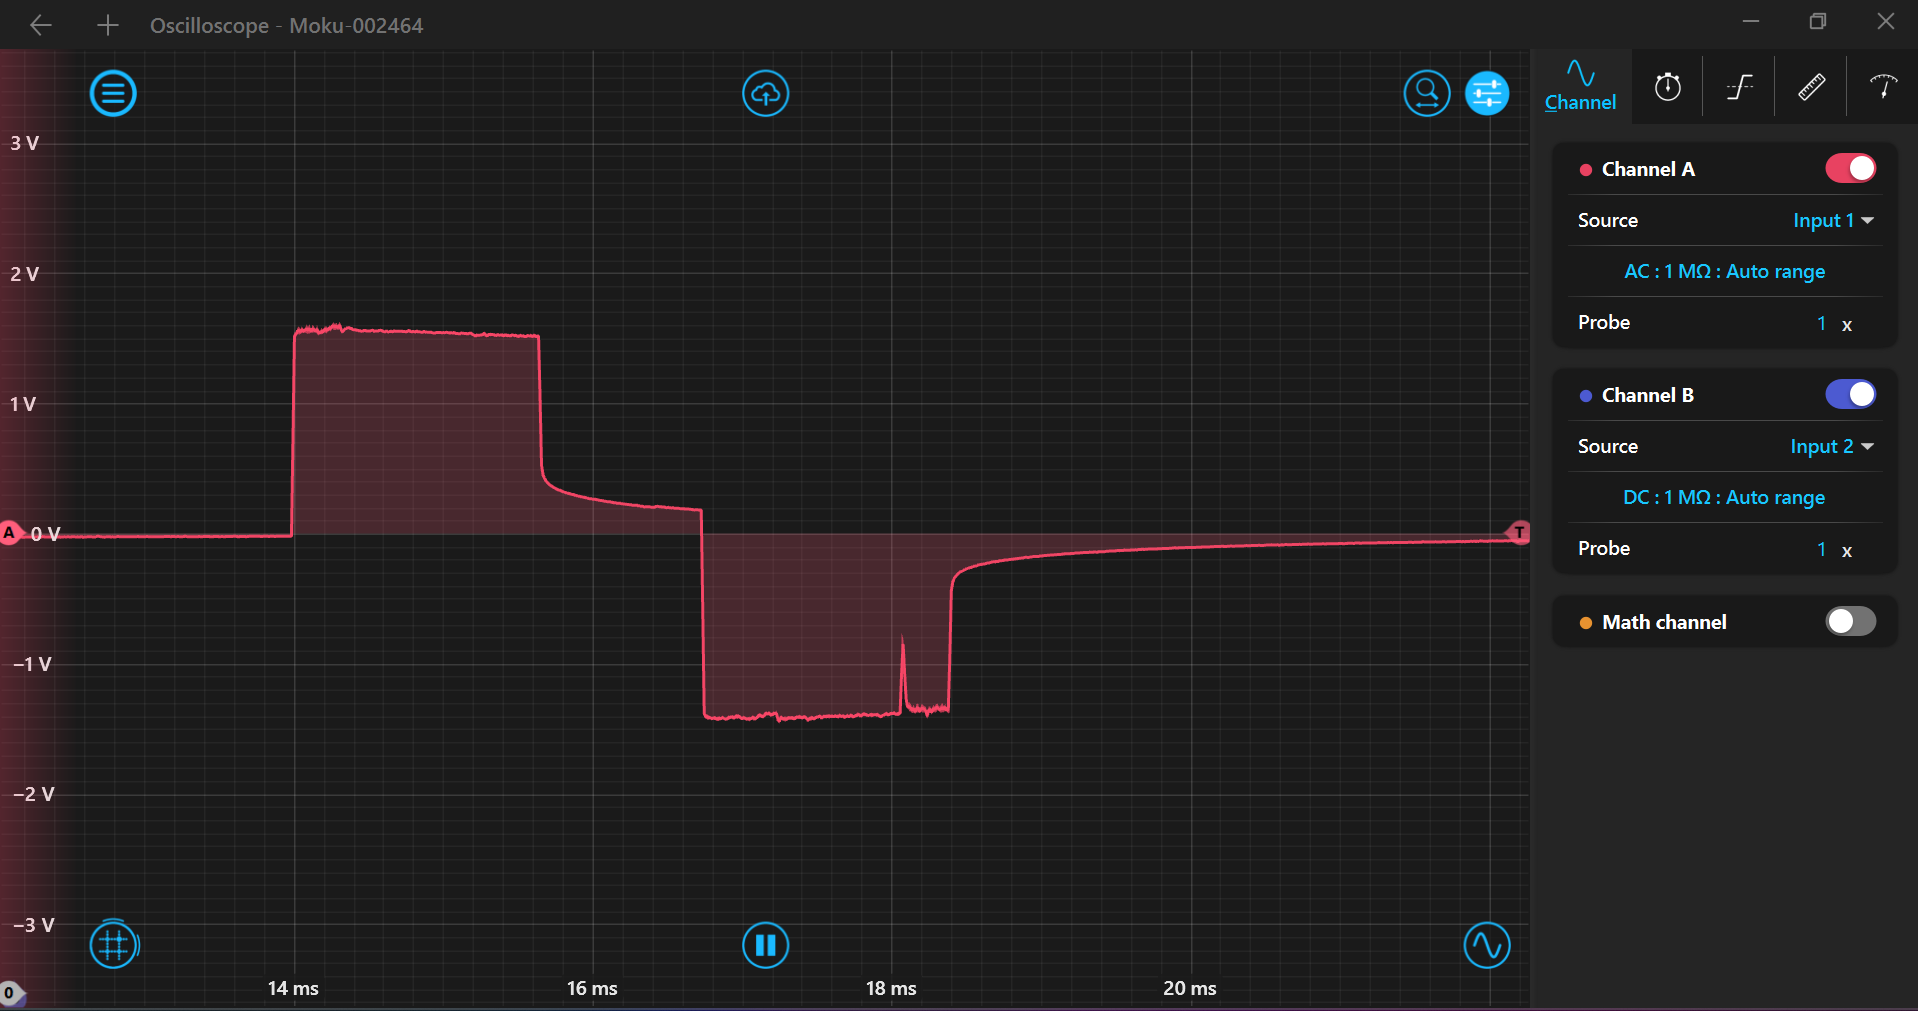 Oscilloscope - Moku-002464
Channel
3 V
2 V
1 V
A
0 V
T
−1 V
−2 V
−3 V
0
14 ms
16 ms
18 ms
20 ms
Channel A
Source
Input 1
AC : 1 MΩ : Auto range
Probe
1 x
Channel B
Source
Input 2
DC : 1 MΩ : Auto range
Probe
1 x
Math channel